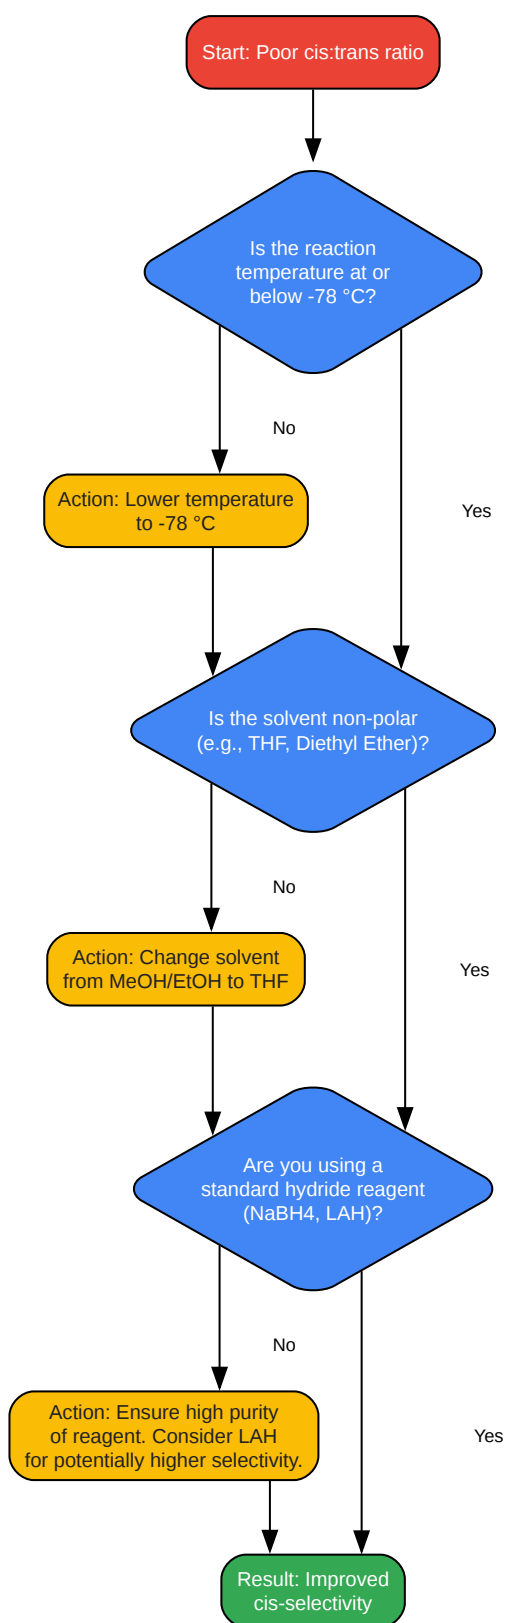 Start: Poor cis:trans ratio
Is the reaction
temperature at or
below -78 °C?
No
Action: Lower temperature
to -78 °C
Yes
Is the solvent non-polar
(e.g., THF, Diethyl Ether)?
No
Action: Change solvent
from MeOH/EtOH to THF
Yes
Are you using a
standard hydride reagent
(NaBH4, LAH)?
No
Action: Ensure high purity
of reagent. Consider LAH
for potentially higher selectivity.
Yes
Result: Improved
cis-selectivity